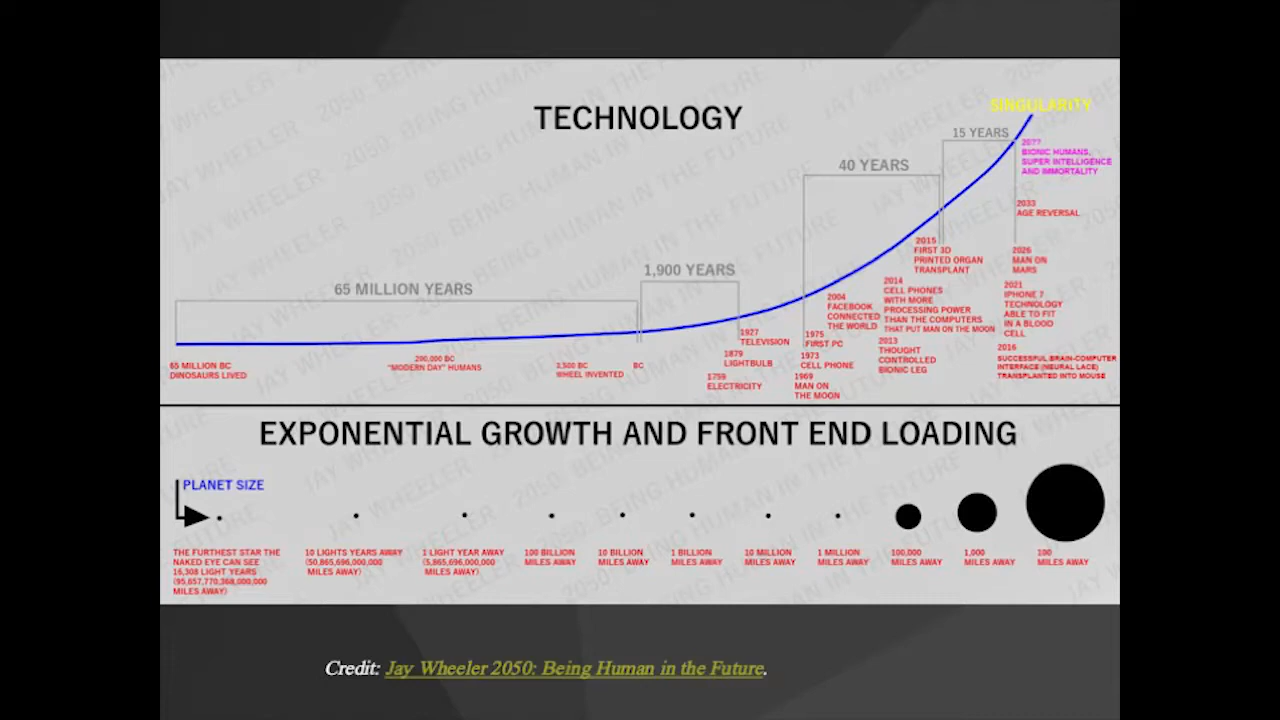 TECHNOLOGY
SINGULARITY
15 YEARS
40 YEARS
1,900 YEARS
65 MILLION YEARS
20??
BIONIC HUMANS,
SUPER INTELLIGENCE
AND IMMORTALITY
2033
AGE REVERSAL
2026
MAN ON
MARS
2021
IPHONE 7
TECHNOLOGY
ABLE TO FIT
IN A BLOOD
CELL
2016
SUCCESSFUL BRAIN-COMPUTER
INTERFACE (NEURAL LACE)
TRANSPLANTED INTO MOUSE
2015
FIRST 3D
PRINTED ORGAN
TRANSPLANT
2014
CELL PHONES
WITH MORE
PROCESSING POWER
THAN THE COMPUTERS
THAT PUT MAN ON THE MOON
2013
THOUGHT
CONTROLLED
BIONIC LEG
2004
FACEBOOK
CONNECTED
THE WORLD
1975
FIRST PC
1973
CELL PHONE
1969
MAN ON
THE MOON
1927
TELEVISION
1879
LIGHTBULB
1759
ELECTRICITY
BC
3,500 BC
WHEEL INVENTED
200,000 BC
"MODERN DAY" HUMANS
65 MILLION BC
DINOSAURS LIVED
EXPONENTIAL GROWTH AND FRONT END LOADING
PLANET SIZE
THE FURTHEST STAR THE
NAKED EYE CAN SEE
16,308 LIGHT YEARS
(95,657,770,368,000,000
MILES AWAY)
10 LIGHTS YEARS AWAY
(50,865,696,000,000
MILES AWAY)
1 LIGHT YEAR AWAY
(5,865,696,000,000
MILES AWAY)
100 BILLION
MILES AWAY
10 BILLION
MILES AWAY
1 BILLION
MILES AWAY
10 MILLION
MILES AWAY
1 MILLION
MILES AWAY
100,000
MILES AWAY
1,000
MILES AWAY
100
MILES AWAY
JAY WHEELER - 2050: BEING HUMAN IN THE FUTURE
Credit: Jay Wheeler 2050: Being Human in the Future.